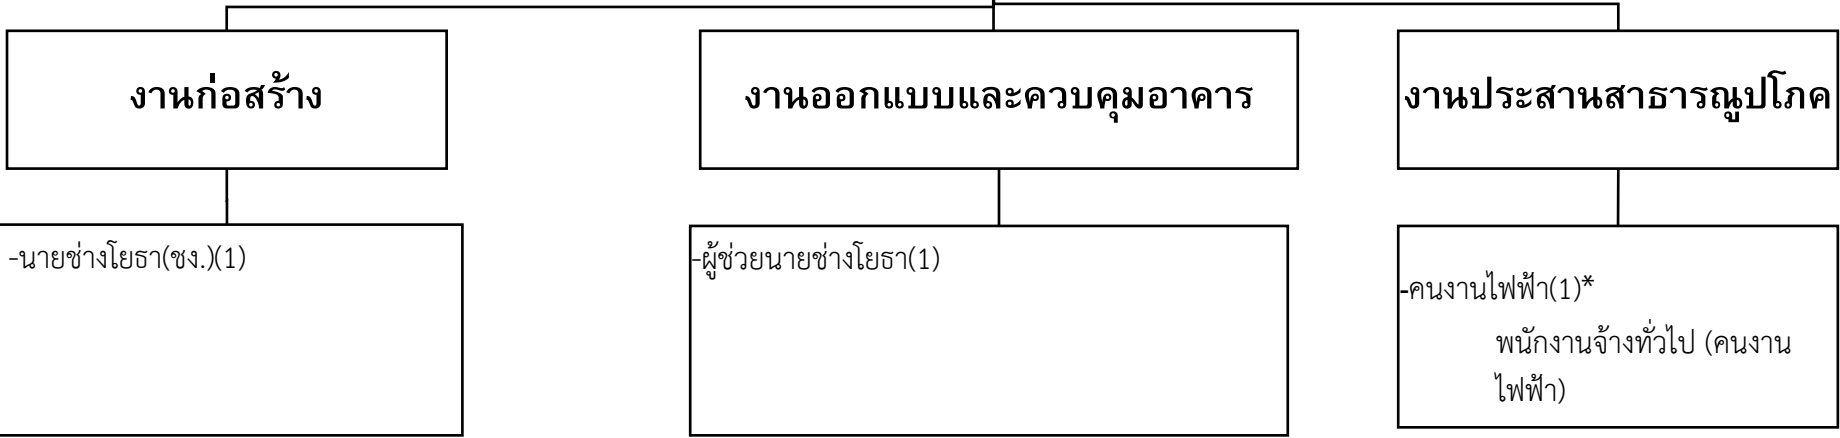 งานก่อสร้าง
งานออกแบบและควบคุมอาคาร
งานประสานสาธารณูปโภค
-นายช่างโยธา(ชง.)(1)
-ผู้ช่วยนายช่างโยธา(1)
-คนงานไฟฟ้า(1)*
พนักงานจ้างทั่วไป (คนงาน
ไฟฟ้า)